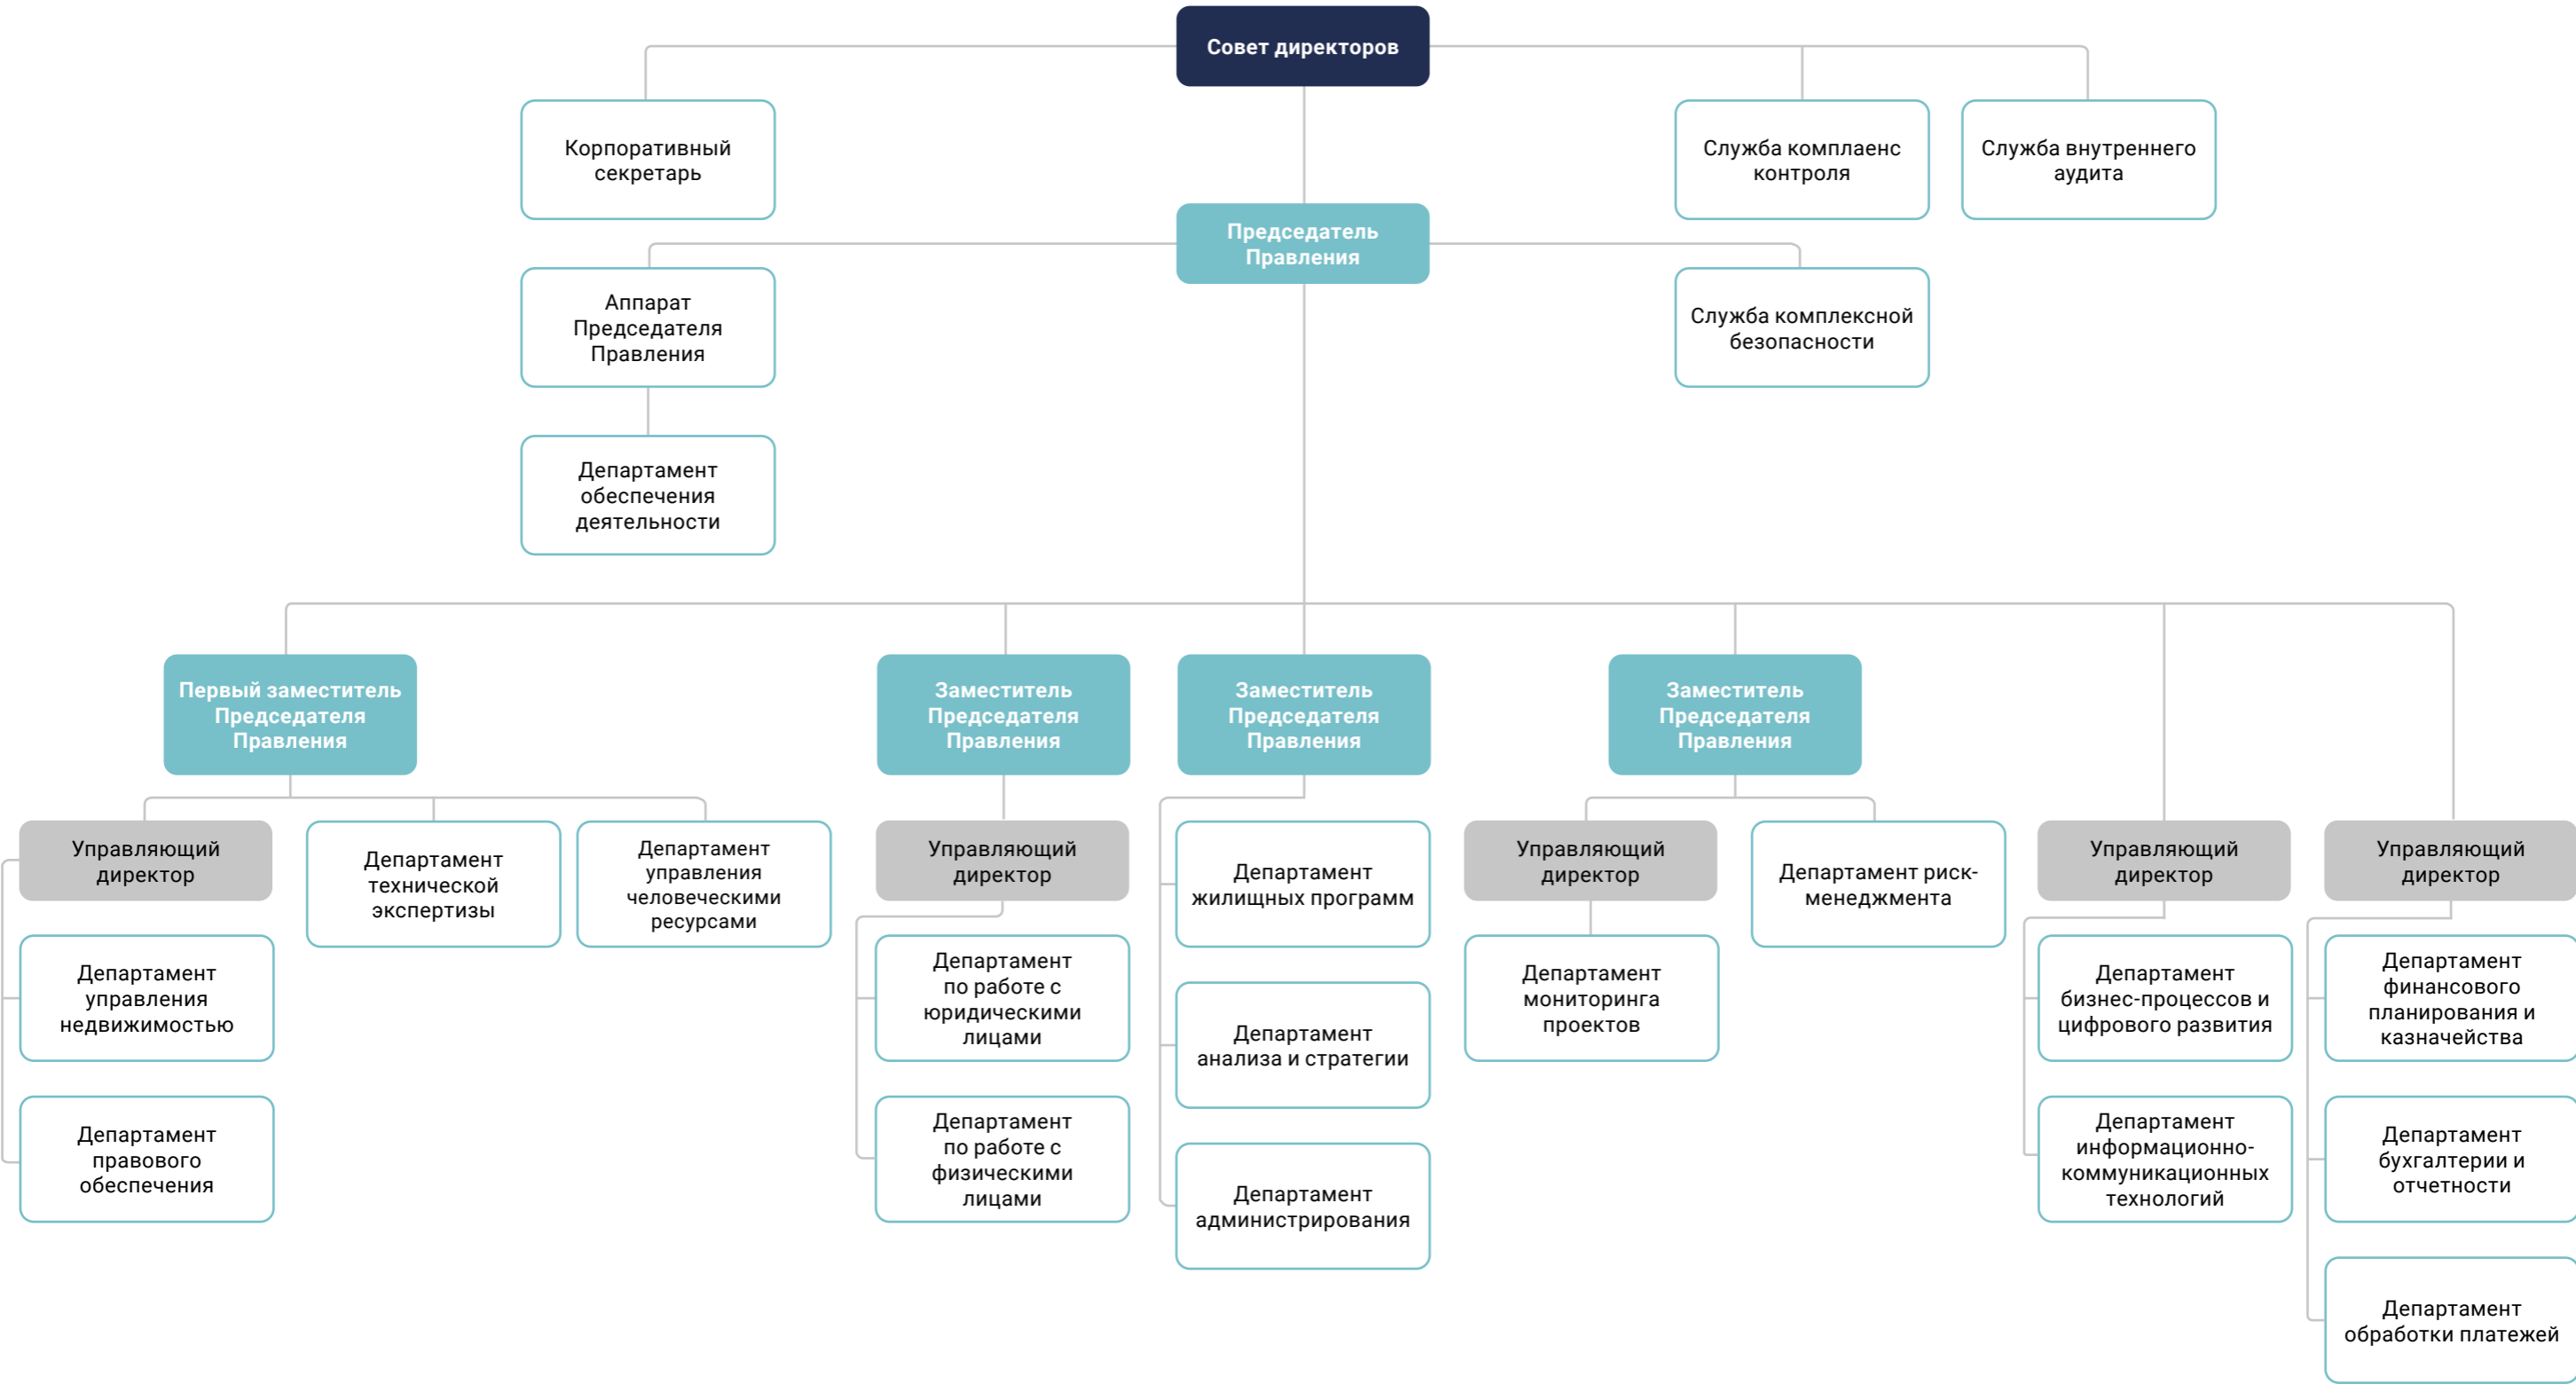 Совет директоров
Корпоративный
секретарь
Служба комплаенс
контроля
Служба внутреннего
аудита
Председатель
Правления
Аппарат
Председателя
Правления
Служба комплексной
безопасности
Департамент
обеспечения
деятельности
Первый заместитель
Председателя
Правления
Заместитель
Председателя
Правления
Заместитель
Председателя
Правления
Заместитель
Председателя
Правления
Управляющий
директор
Департамент
технической
экспертизы
Департамент
управления
человеческими
ресурсами
Управляющий
директор
Департамент
жилищных программ
Управляющий
директор
Департамент риск-
менеджмента
Управляющий
директор
Управляющий
директор
Департамент
управления
недвижимостью
Департамент
по работе с
юридическими
лицами
Департамент
анализа и стратегии
Департамент
мониторинга
проектов
Департамент
бизнес-процессов и
цифрового развития
Департамент
финансового
планирования и
казначейства
Департамент
правового
обеспечения
Департамент
по работе с
физическими
лицами
Департамент
администрирования
Департамент
информационно-
коммуникационных
технологий
Департамент
бухгалтерии и
отчетности
Департамент
обработки платежей